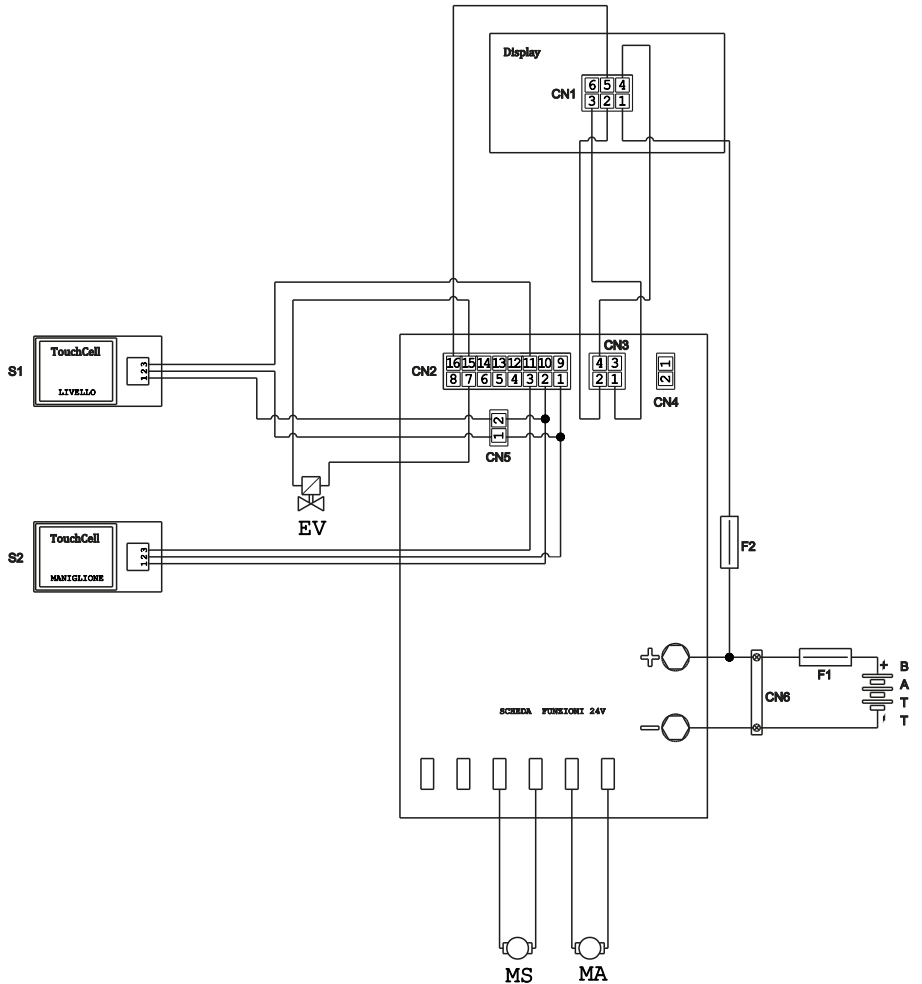 Display
6 5 4
CN1
3 2 1
CN3
16 15 14 13 12 11 10 9
4 3
1
CN2
8 7 6 5 4 3 2 1
2 1
2
CN4
TouchCell
S1
1 2 3
LIVELLO
2
1
CN5
EV
TouchCell
S2
1 2 3
MANIGLIONE
F2
+
F1
+
B
A
T
T
CN6
SCHEDA FUNZIONI 24V
-
MS
MA